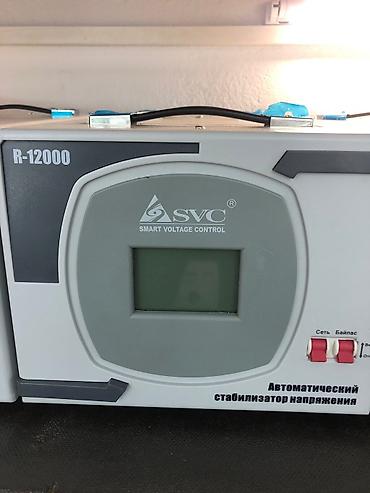 R-12000
SVC ®
SMART VOLTAGE CONTROL
Сеть Байпас
Автоматический
стабилизатор напряжения